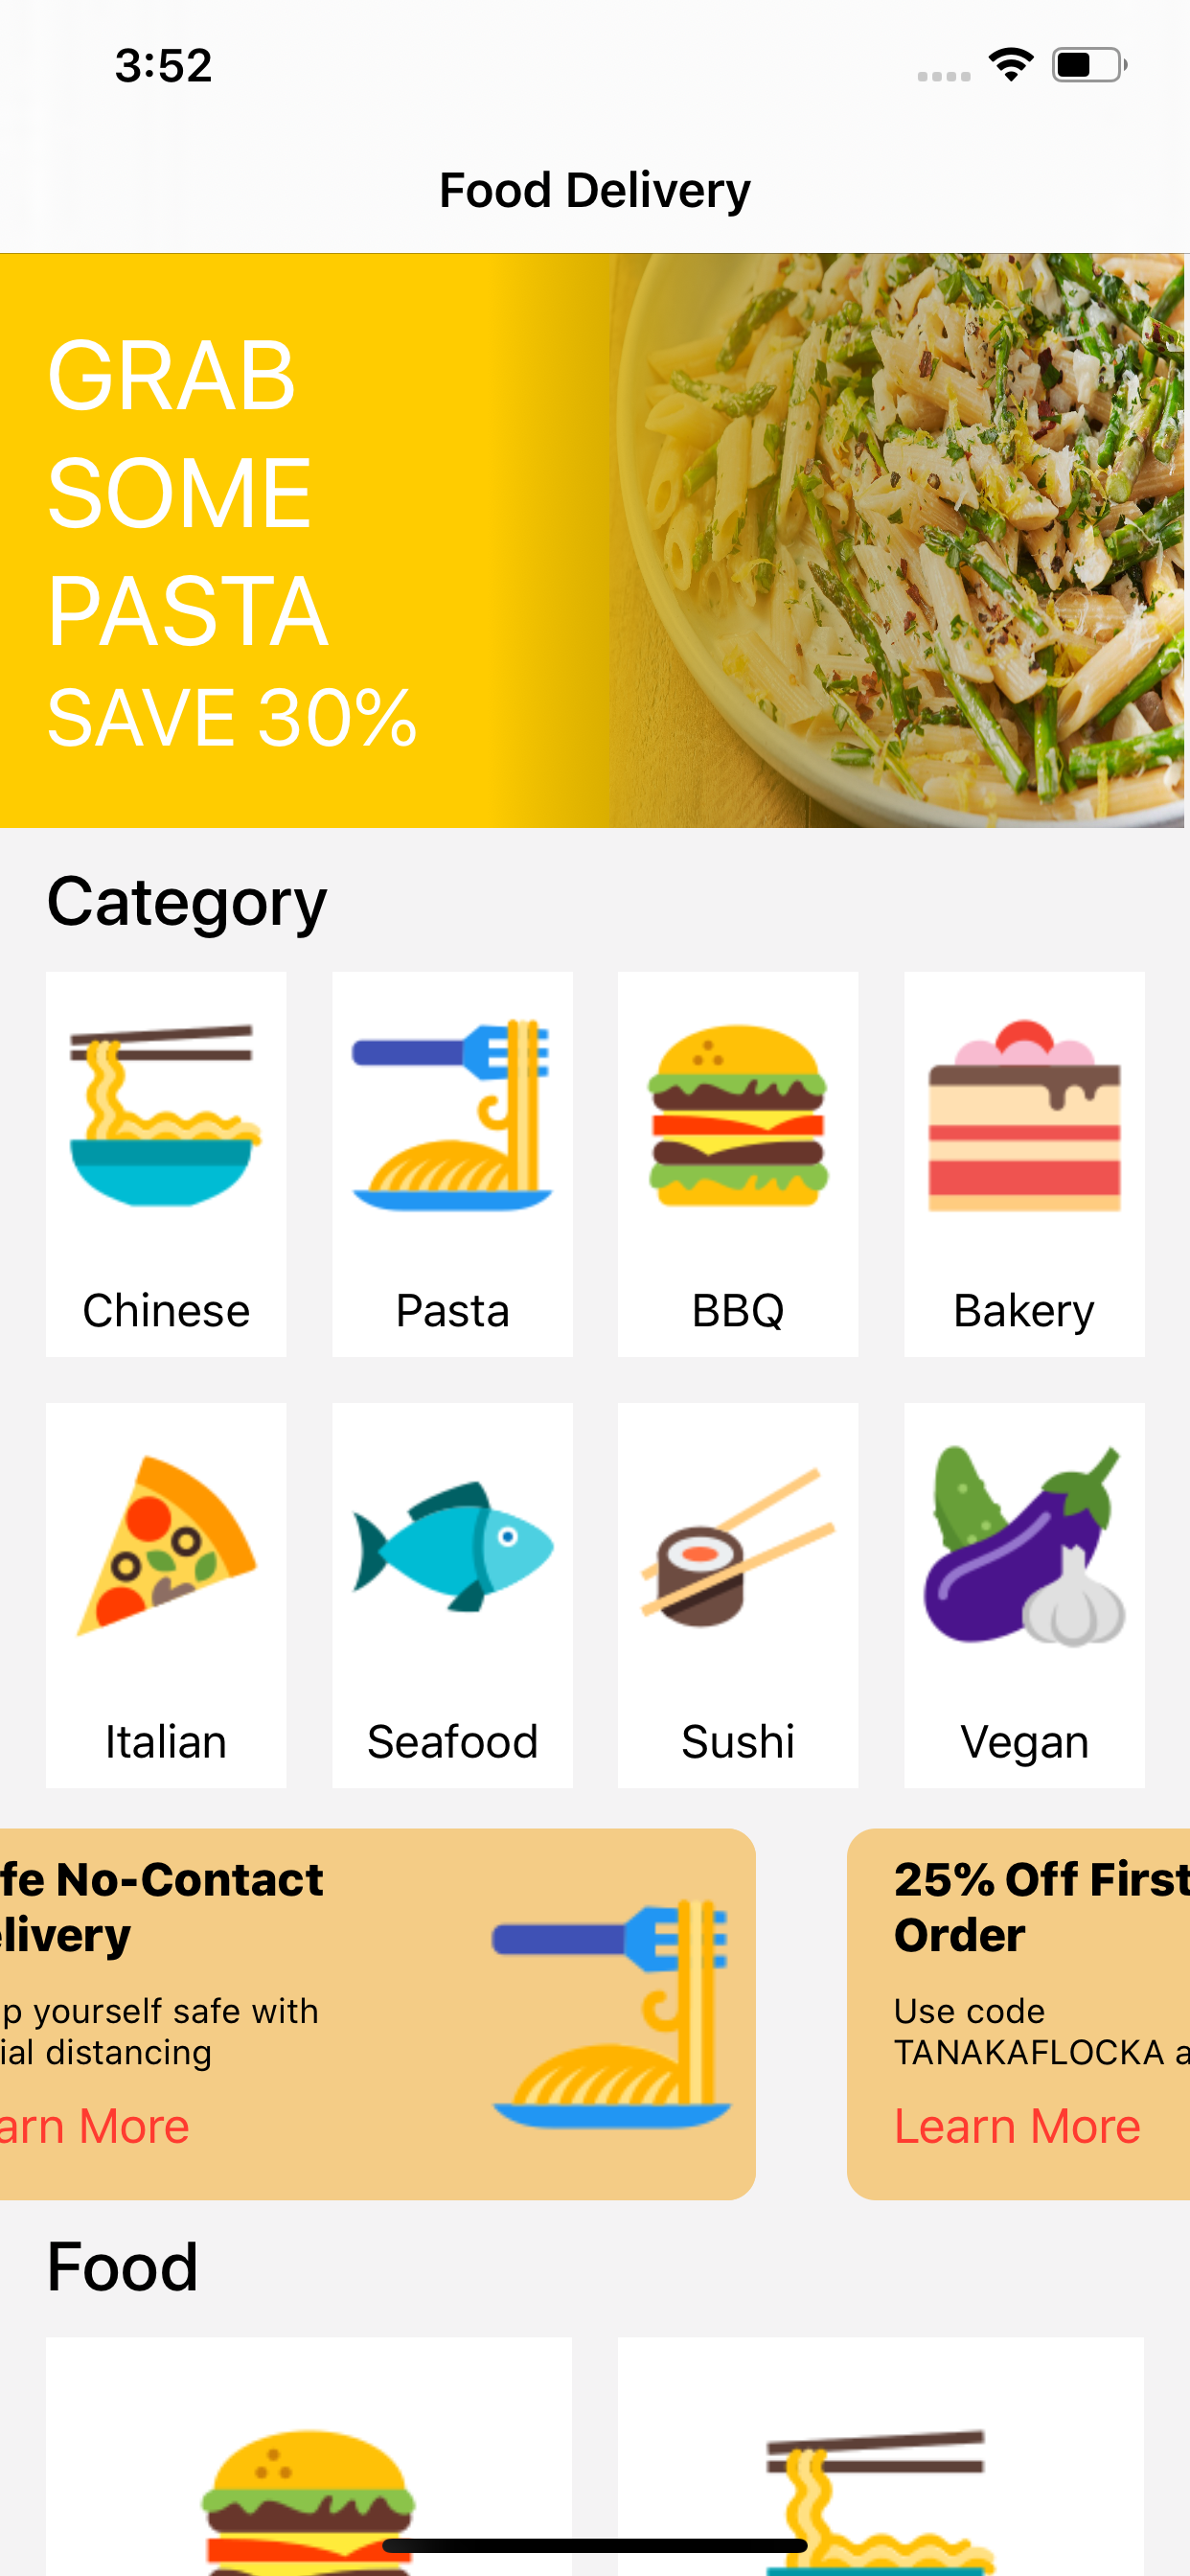 3:52
Food Delivery
GRAB
SOME
PASTA
SAVE 30%
Category
Chinese
Pasta
BBQ
Bakery
Italian
Seafood
Sushi
Vegan
fe No-Contact
elivery
p yourself safe with
ial distancing
arn More
25% Off First
Order
Use code
TANAKAFLOCKA a
Learn More
Food